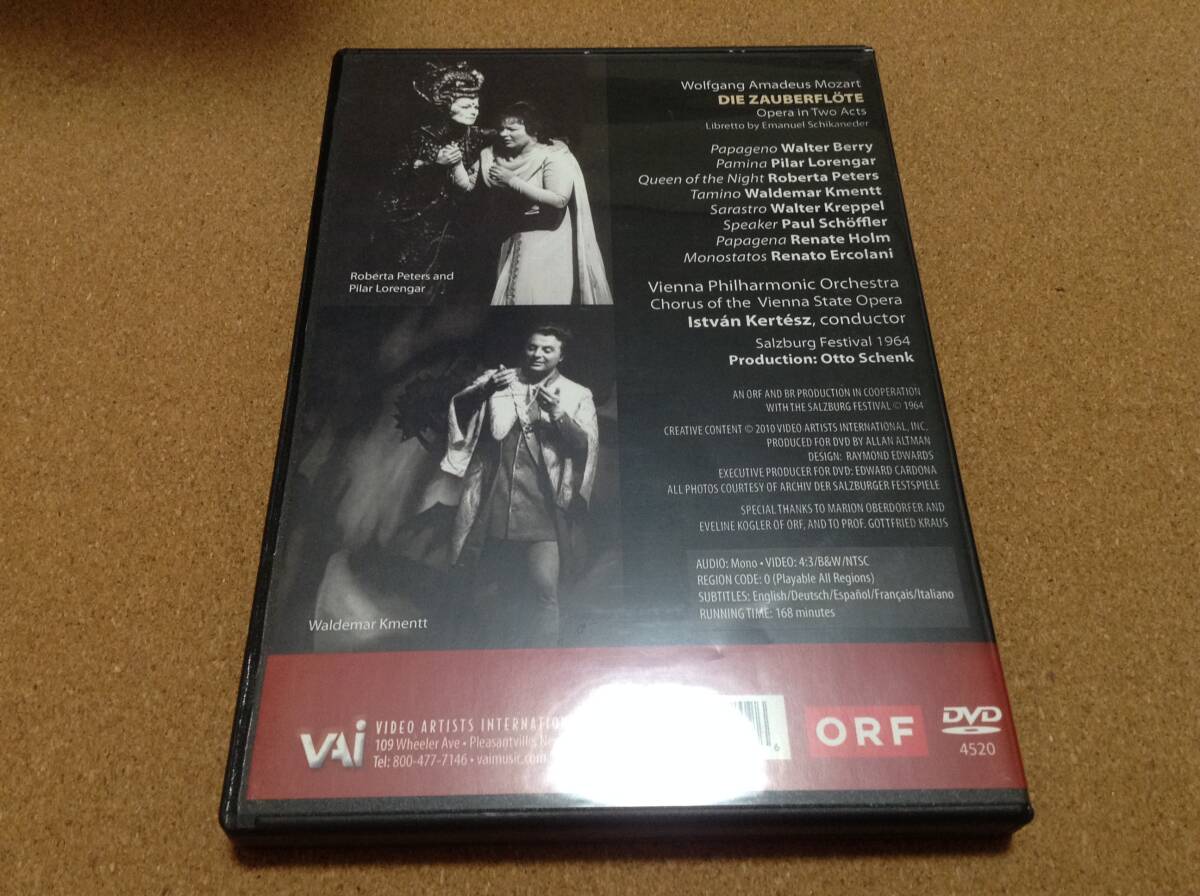 Wolfgang Amadeus Mozart
DIE ZAUBERFLÖTE
Opera in Two Acts
Libretto by Emanuel Schikaneder
Papageno Walter Berry
Pamina Pilar Lorengar
Queen of the Night Roberta Peters
Tamino Waldemar Kmentt
Sarastro Walter Kreppel
Speaker Paul Schöffler
Papagena Renate Holm
Monostatos Renato Ercolani
Vienna Philharmonic Orchestra
Chorus of the Vienna State Opera
István Kertész, conductor
Salzburg Festival 1964
Production: Otto Schenk
AN ORF AND BR PRODUCTION IN COOPERATION
WITH THE SALZBURG FESTIVAL © 1964
CREATIVE CONTENT © 2010 VIDEO ARTISTS INTERNATIONAL, INC.
PRODUCED FOR DVD BY ALLAN ALTMAN
DESIGN: RAYMOND EDWARDS
EXECUTIVE PRODUCER FOR DVD: EDWARD CARDONA
ALL PHOTOS COURTESY OF ARCHIV DER SALZBURGER FESTSPIELE
SPECIAL THANKS TO MARION OBERDORFER AND
EVELINE KOGLER OF ORF, AND TO PROF. GOTTFRIED KRAUS
AUDIO: Mono • VIDEO: 4:3/B&W/NTSC
REGION CODE: 0 (Playable All Regions)
SUBTITLES: English/Deutsch/Español/Français/Italiano
RUNNING TIME: 168 minutes
Roberta Peters and
Pilar Lorengar
Waldemar Kmentt
VAI
VIDEO ARTISTS
109 Wheeler Ave • Pleasantville,
Tel: 800-477-7146 • vaimusic.com
6
ORF
DVD
4520